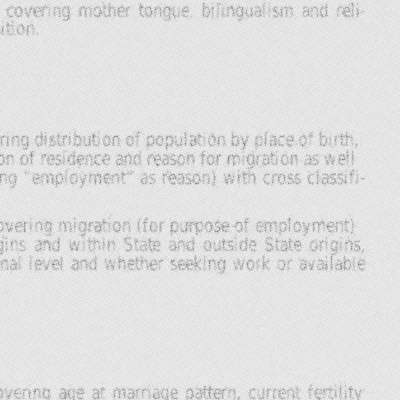 covering mother tongue, bilingualism and reli-
ition.
ring distribution of population by place of birth,
on of residence and reason for migration as well
ng "employment" as reason) with cross classifi-
overing migration (for purpose of employment)
gins and within State and outside State origins,
nal level and whether seeking work or available
overing age at marriage pattern, current fertility